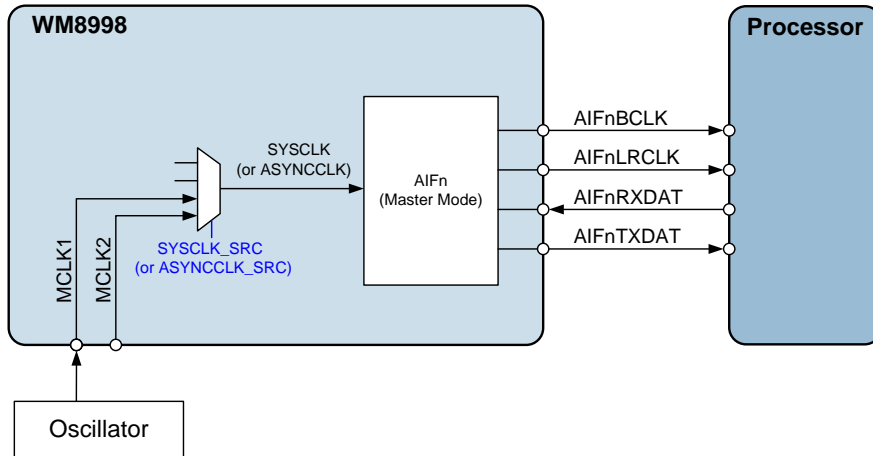 WM8998
Processor
AIFnBCLK
SYSCLK
(or ASYNCCLK)
AIFnLRCLK
AIFn
(Master Mode)
AIFnRXDAT
AIFnTXDAT
SYSCLK_SRC
(or ASYNCCLK_SRC)
MCLK1
MCLK2
Oscillator